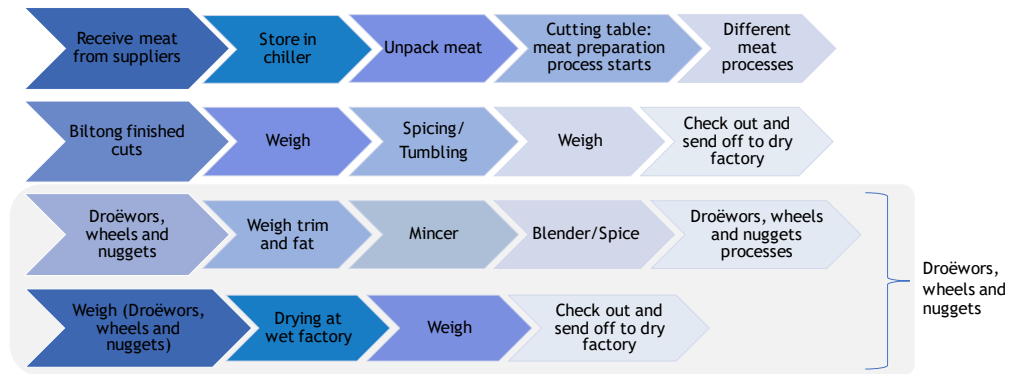 Receive meat
from suppliers
Store in
chiller
Unpack meat
Cutting table:
meat preparation
process starts
Different
meat
processes
Biltong finished
cuts
Weigh
Spicing/
Tumbling
Weigh
Check out and
send off to dry
factory
Droëwors,
wheels and
nuggets
Weigh trim
and fat
Mincer
Blender/Spice
Droëwors, wheels
and nuggets
processes
Droëwors,
wheels and
nuggets
Weigh (Droëwors,
wheels and
nuggets)
Drying at
wet factory
Weigh
Check out and
send off to dry
factory